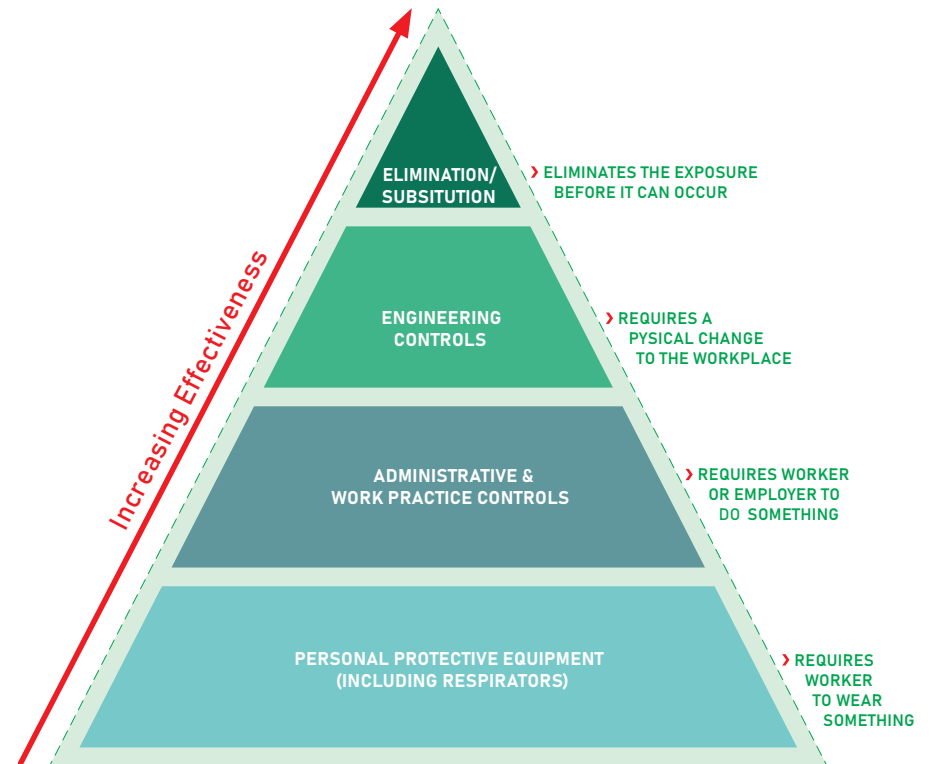 ELIMINATION/
SUBSITUTION
› ELIMINATES THE EXPOSURE
BEFORE IT CAN OCCUR
Increasing Effectiveness
ENGINEERING
CONTROLS
› REQUIRES A
PYSICAL CHANGE
TO THE WORKPLACE
ADMINISTRATIVE &
WORK PRACTICE CONTROLS
› REQUIRES WORKER
OR EMPLOYER TO
DO SOMETHING
PERSONAL PROTECTIVE EQUIPMENT
(INCLUDING RESPIRATORS)
› REQUIRES
WORKER
TO WEAR
SOMETHING